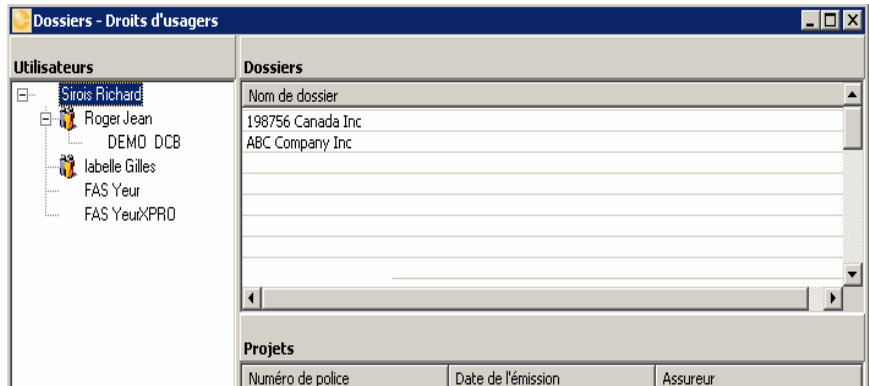 Dossiers - Droits d'usagers
Utilisateurs
Sirois Richard
Roger Jean
DEMO DCB
labelle Gilles
FAS Yeur
FAS YeurXPRO
Dossiers
Nom de dossier
198756 Canada Inc
ABC Company Inc
Projets
Numéro de police Date de l'émission Assureur